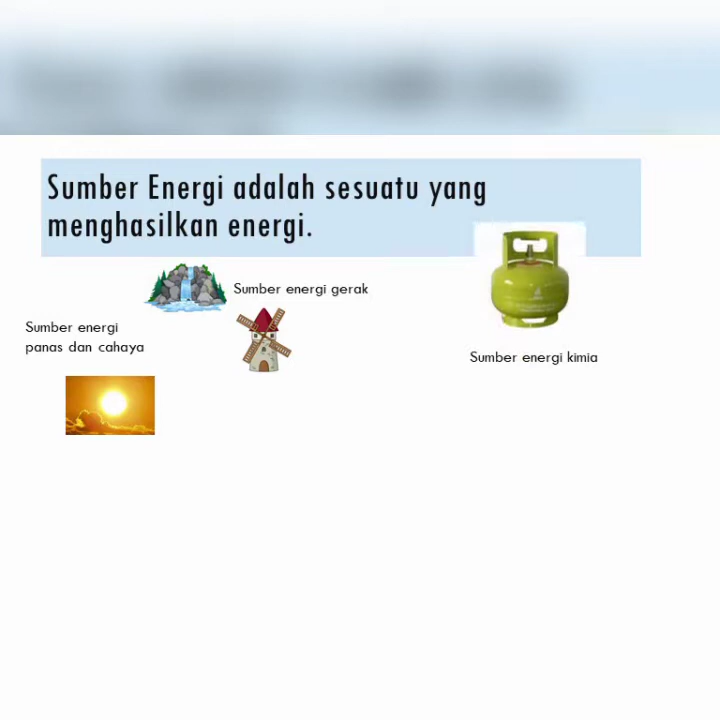 Sumber Energi adalah sesuatu yang
menghasilkan energi.
Sumber energi gerak
Sumber energi
panas dan cahaya
Sumber energi kimia